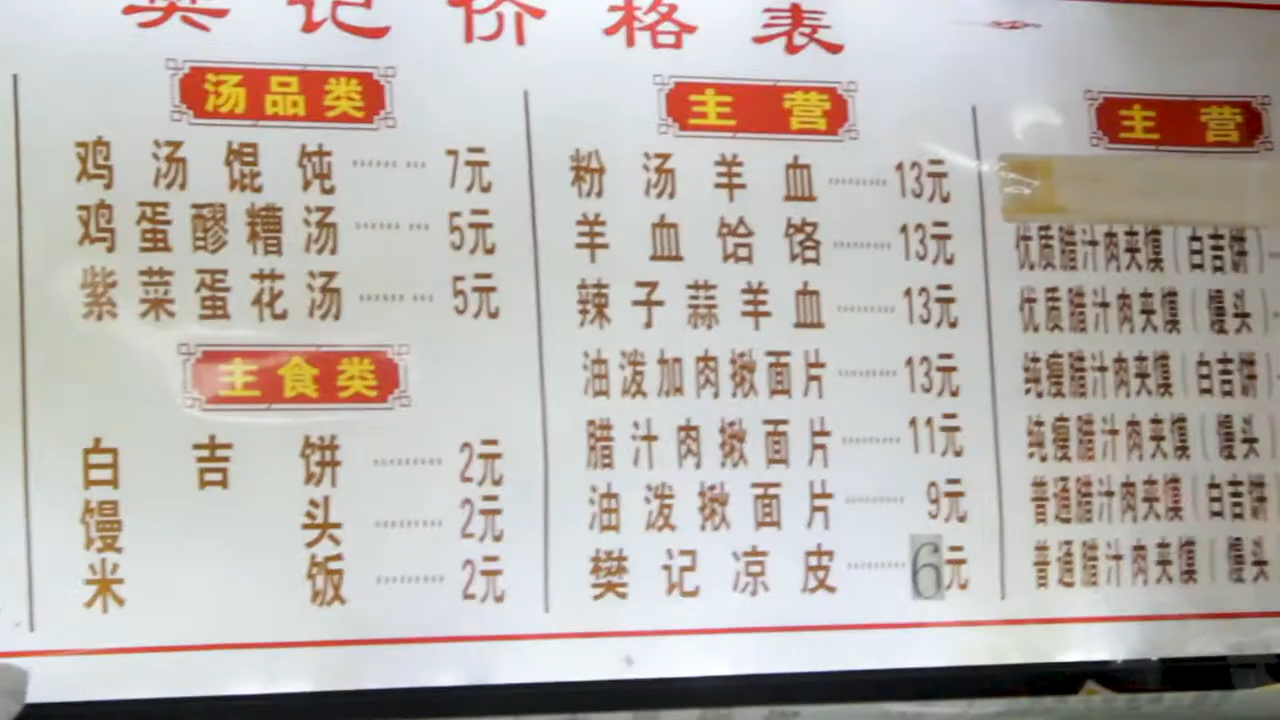 樊记价格表
汤品类
鸡汤馄饨 7元
鸡蛋醪糟汤 5元
紫菜蛋花汤 5元
主食类
白吉饼 2元
馒头 2元
米饭 2元
主营
粉汤羊血 13元
羊血饸饹 13元
辣子蒜羊血 13元
油泼加肉揪面片 13元
腊汁肉揪面片 11元
油泼揪面片 9元
樊记凉皮 6元
主营
优质腊汁肉夹馍(白吉饼)
优质腊汁肉夹馍(馒头)
纯瘦腊汁肉夹馍(白吉饼)
纯瘦腊汁肉夹馍(馒头)
普通腊汁肉夹馍(白吉饼
普通腊汁肉夹馍(馒头